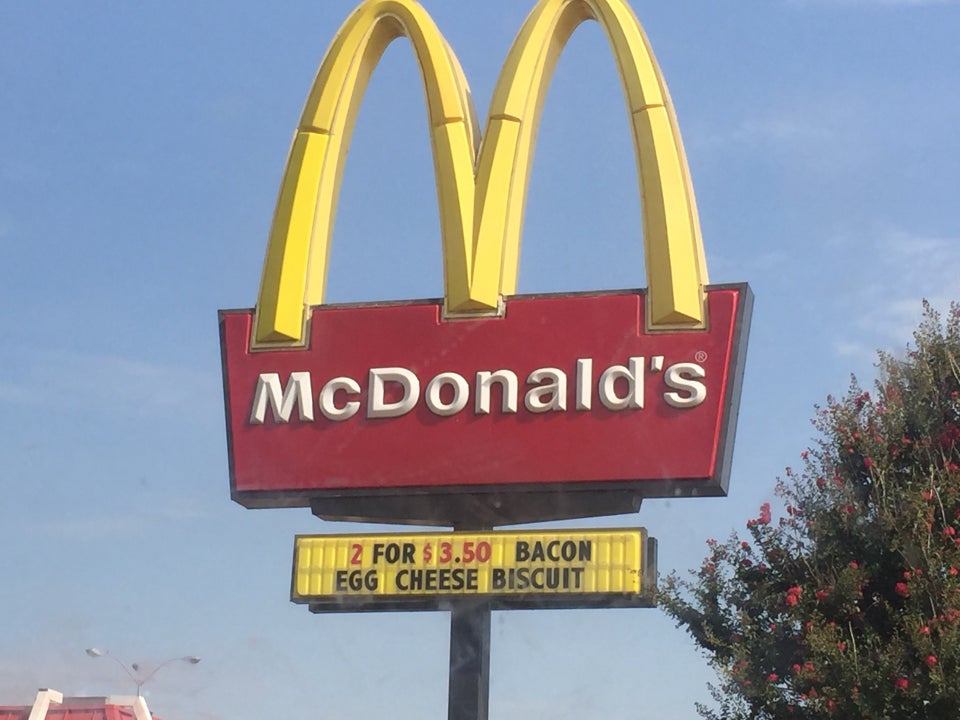 McDonald's®
2 FOR $3.50 BACON
EGG CHEESE BISCUIT